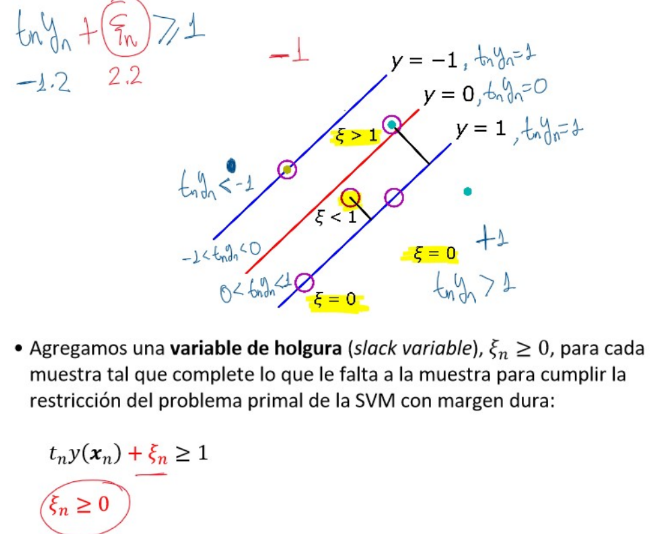 tₙyₙ + ξₙ ⩾ 1
-1.2 2.2
-1
y = −1, tₙyₙ=1
y = 0, tₙyₙ=0
ξ > 1
y = 1, tₙyₙ=1
tₙyₙ < -1
ξ < 1
-1<tₙyₙ<0
ξ = 0
+1
0< tₙyₙ<1
ξ = 0
tₙyₙ > 1
• Agregamos una variable de holgura (slack variable), ξₙ ≥ 0, para cada
muestra tal que complete lo que le falta a la muestra para cumplir la
restricción del problema primal de la SVM con margen dura:
tₙy(xₙ) + ξₙ ≥ 1
ξₙ ≥ 0